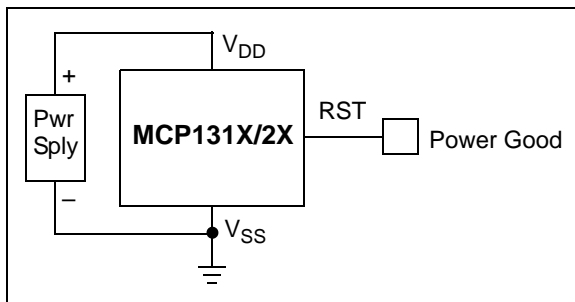 V_DD
+
Pwr
Sply
–
MCP131X/2X
RST
Power Good
V_SS